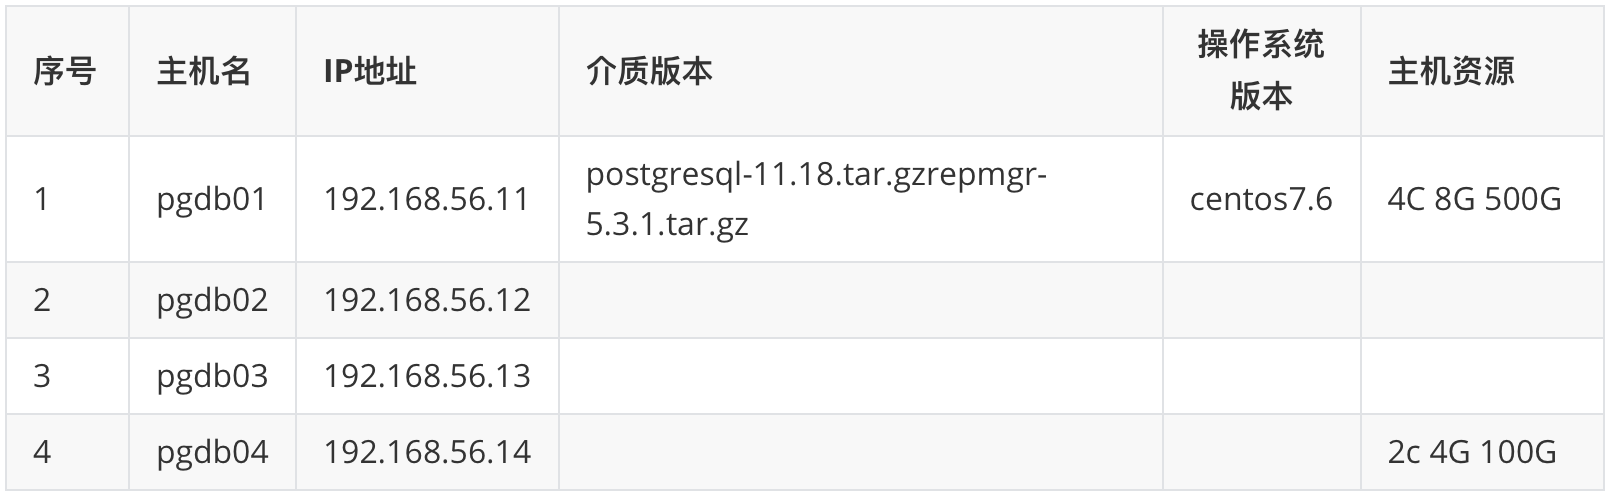 序号 主机名 IP地址 介质版本 操作系统版本 主机资源
1 pgdb01 192.168.56.11 postgresql-11.18.tar.gzrepmgr-5.3.1.tar.gz centos7.6 4C 8G 500G
2 pgdb02 192.168.56.12
3 pgdb03 192.168.56.13
4 pgdb04 192.168.56.14 2c 4G 100G